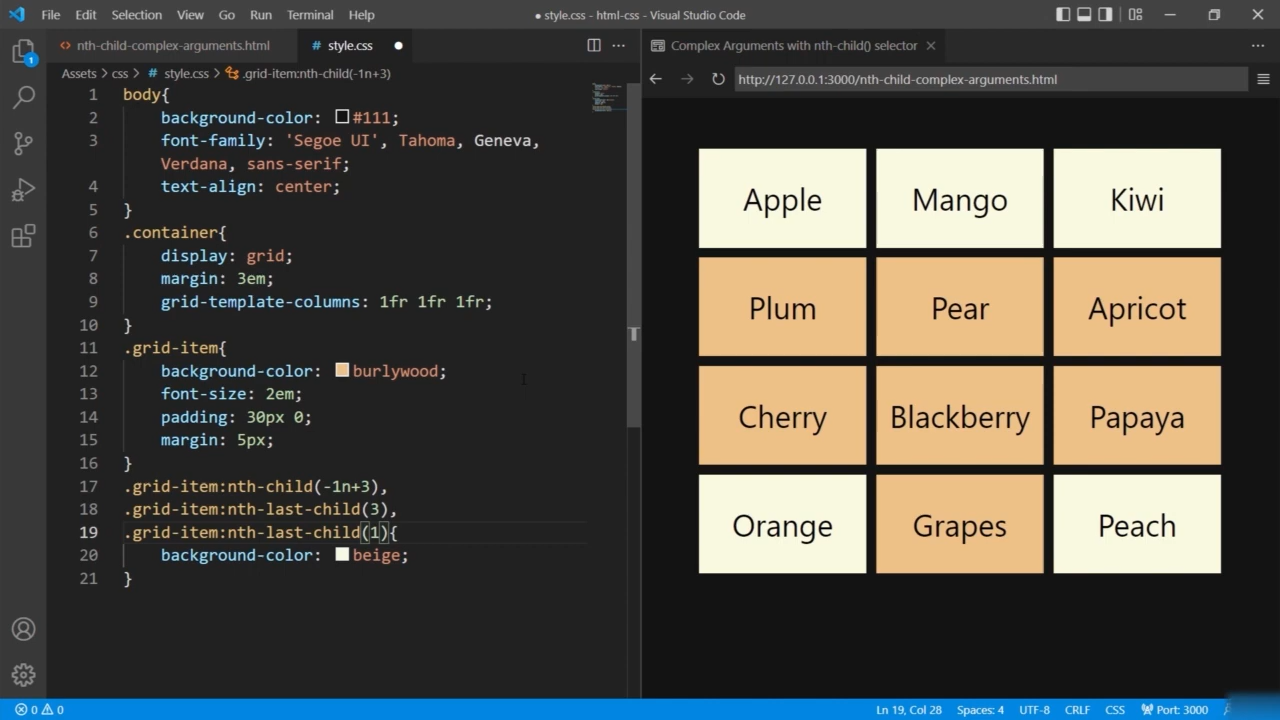 File Edit Selection View Go Run Terminal Help
● style.css - html-css - Visual Studio Code
nth-child-complex-arguments.html
# style.css
Complex Arguments with nth-child() selector
1
Assets > css > # style.css > .grid-item:nth-child(-1n+3)
http://127.0.0.1:3000/nth-child-complex-arguments.html
1 body{
2 background-color: #111;
3 font-family: 'Segoe UI', Tahoma, Geneva,
Verdana, sans-serif;
4 text-align: center;
5 }
6 .container{
7 display: grid;
8 margin: 3em;
9 grid-template-columns: 1fr 1fr 1fr;
10 }
11 .grid-item{
12 background-color: burlywood;
13 font-size: 2em;
14 padding: 30px 0;
15 margin: 5px;
16 }
17 .grid-item:nth-child(-1n+3),
18 .grid-item:nth-last-child(3),
19 .grid-item:nth-last-child(1){
20 background-color: beige;
21 }
Apple Mango Kiwi
Plum Pear Apricot
Cherry Blackberry Papaya
Orange Grapes Peach
0 0
Ln 19, Col 28 Spaces: 4 UTF-8 CRLF CSS Port: 3000